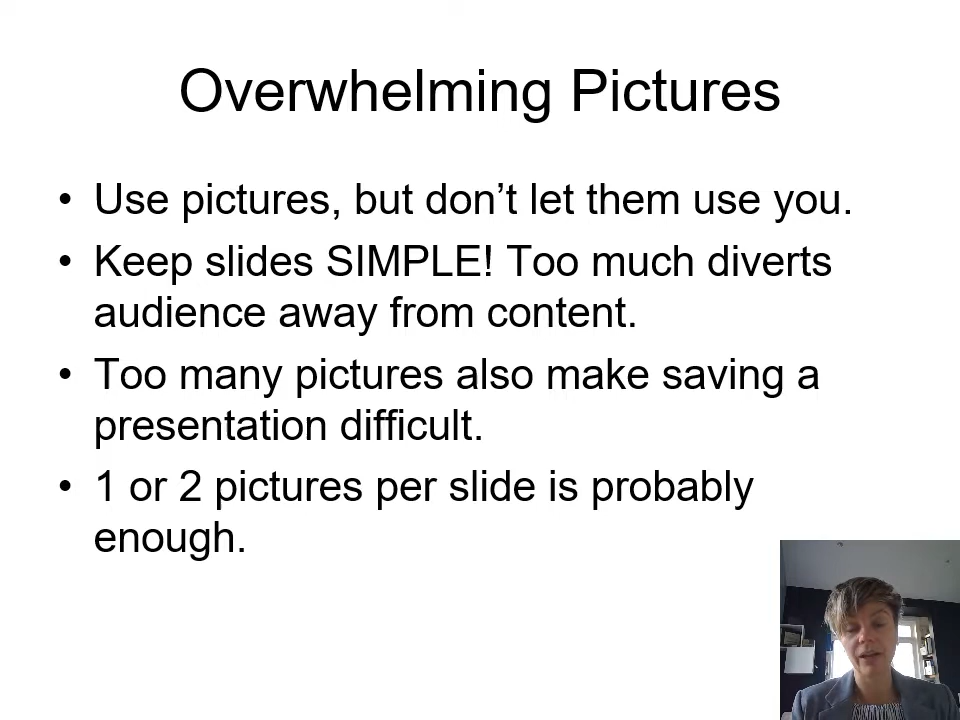 Overwhelming Pictures
• Use pictures, but don’t let them use you.
• Keep slides SIMPLE! Too much diverts
audience away from content.
• Too many pictures also make saving a
presentation difficult.
• 1 or 2 pictures per slide is probably
enough.